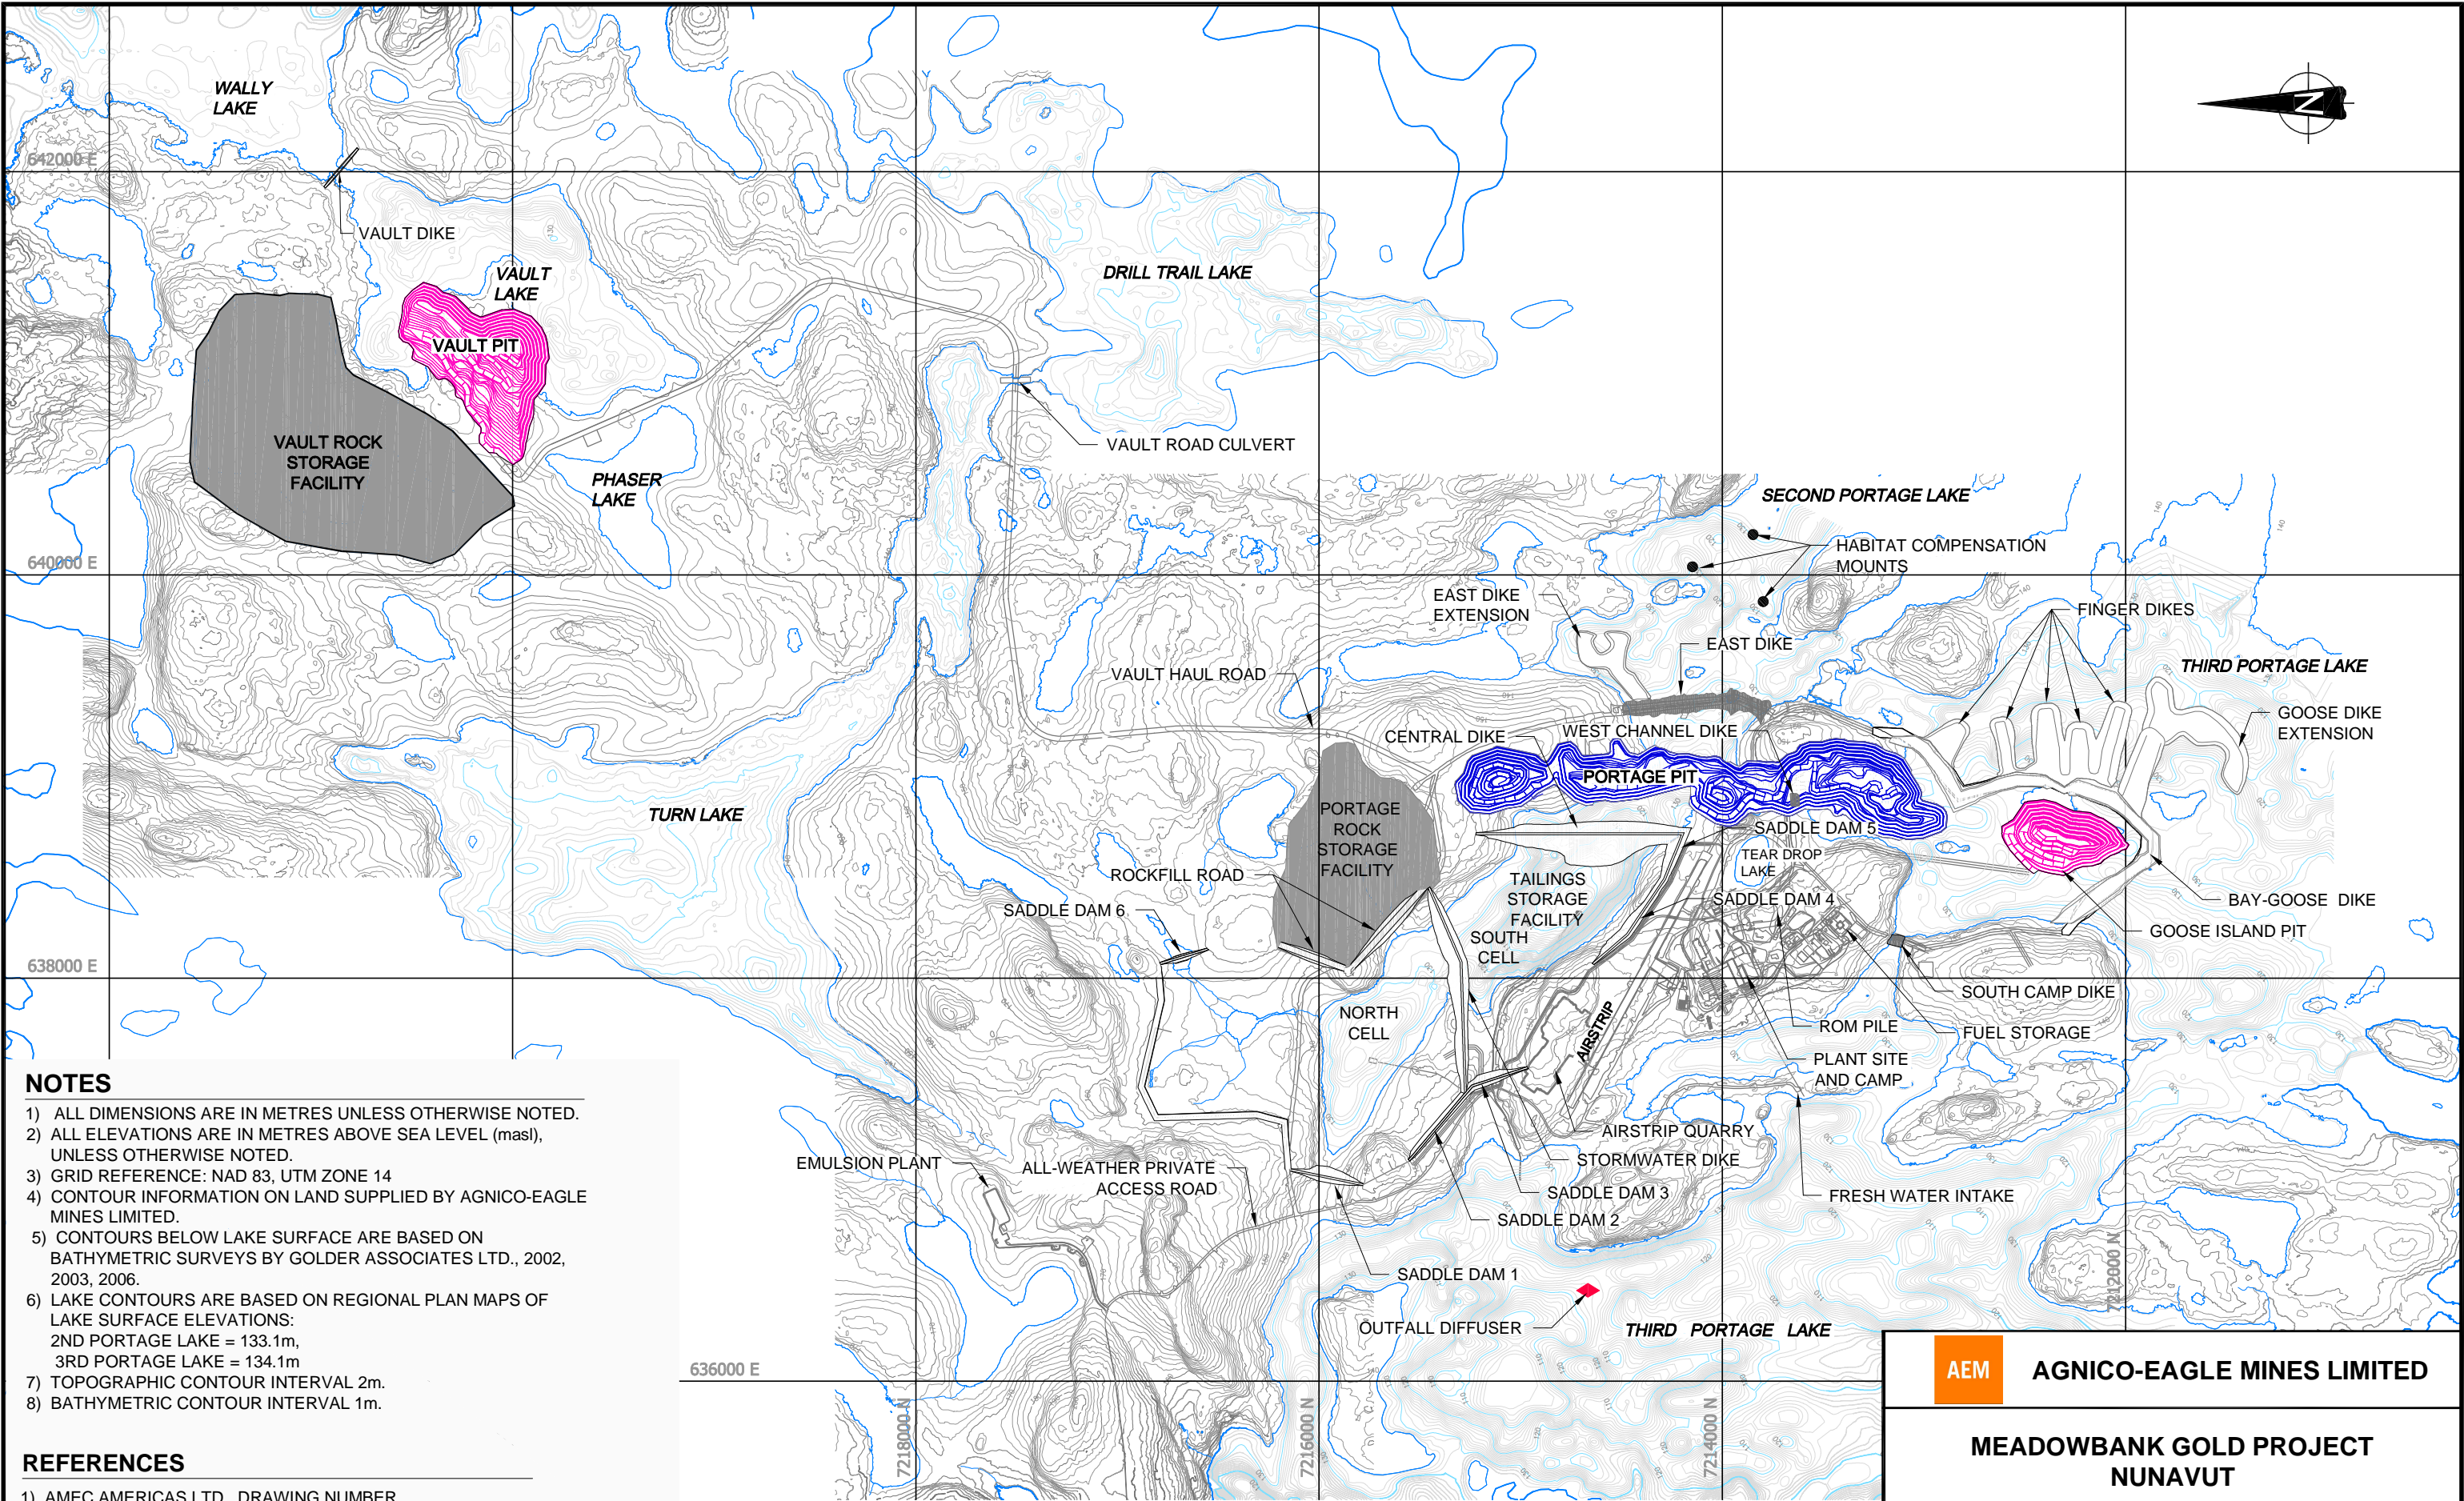 WALLY
LAKE
N
642000 E
VAULT DIKE
VAULT
LAKE
DRILL TRAIL LAKE
VAULT PIT
VAULT ROCK
STORAGE
FACILITY
VAULT ROAD CULVERT
PHASER
LAKE
SECOND PORTAGE LAKE
HABITAT COMPENSATION
MOUNTS
640000 E
EAST DIKE
EXTENSION
FINGER DIKES
EAST DIKE
THIRD PORTAGE LAKE
VAULT HAUL ROAD
GOOSE DIKE
EXTENSION
CENTRAL DIKE
WEST CHANNEL DIKE
PORTAGE PIT
TURN LAKE
PORTAGE
ROCK
STORAGE
FACILITY
SADDLE DAM 5
TEAR DROP
LAKE
ROCKFILL ROAD
TAILINGS
STORAGE
FACILITY
SADDLE DAM 4
BAY-GOOSE DIKE
SADDLE DAM 6
GOOSE ISLAND PIT
SOUTH
CELL
638000 E
SOUTH CAMP DIKE
NORTH
CELL
AIRSTRIP
ROM PILE
FUEL STORAGE
PLANT SITE
AND CAMP
AIRSTRIP QUARRY
STORMWATER DIKE
EMULSION PLANT
ALL-WEATHER PRIVATE
ACCESS ROAD
SADDLE DAM 3
FRESH WATER INTAKE
SADDLE DAM 2
SADDLE DAM 1
OUTFALL DIFFUSER
THIRD PORTAGE LAKE
636000 E
7218000 N
7216000 N
7214000 N
7212000 N
NOTES
1) ALL DIMENSIONS ARE IN METRES UNLESS OTHERWISE NOTED.
2) ALL ELEVATIONS ARE IN METRES ABOVE SEA LEVEL (masl),
UNLESS OTHERWISE NOTED.
3) GRID REFERENCE: NAD 83, UTM ZONE 14
4) CONTOUR INFORMATION ON LAND SUPPLIED BY AGNICO-EAGLE
MINES LIMITED.
5) CONTOURS BELOW LAKE SURFACE ARE BASED ON
BATHYMETRIC SURVEYS BY GOLDER ASSOCIATES LTD., 2002,
2003, 2006.
6) LAKE CONTOURS ARE BASED ON REGIONAL PLAN MAPS OF
LAKE SURFACE ELEVATIONS:
2ND PORTAGE LAKE = 133.1m,
3RD PORTAGE LAKE = 134.1m
7) TOPOGRAPHIC CONTOUR INTERVAL 2m.
8) BATHYMETRIC CONTOUR INTERVAL 1m.
REFERENCES
1) AMEC AMERICAS LTD., DRAWING NUMBER
AEM
AGNICO-EAGLE MINES LIMITED
MEADOWBANK GOLD PROJECT
NUNAVUT